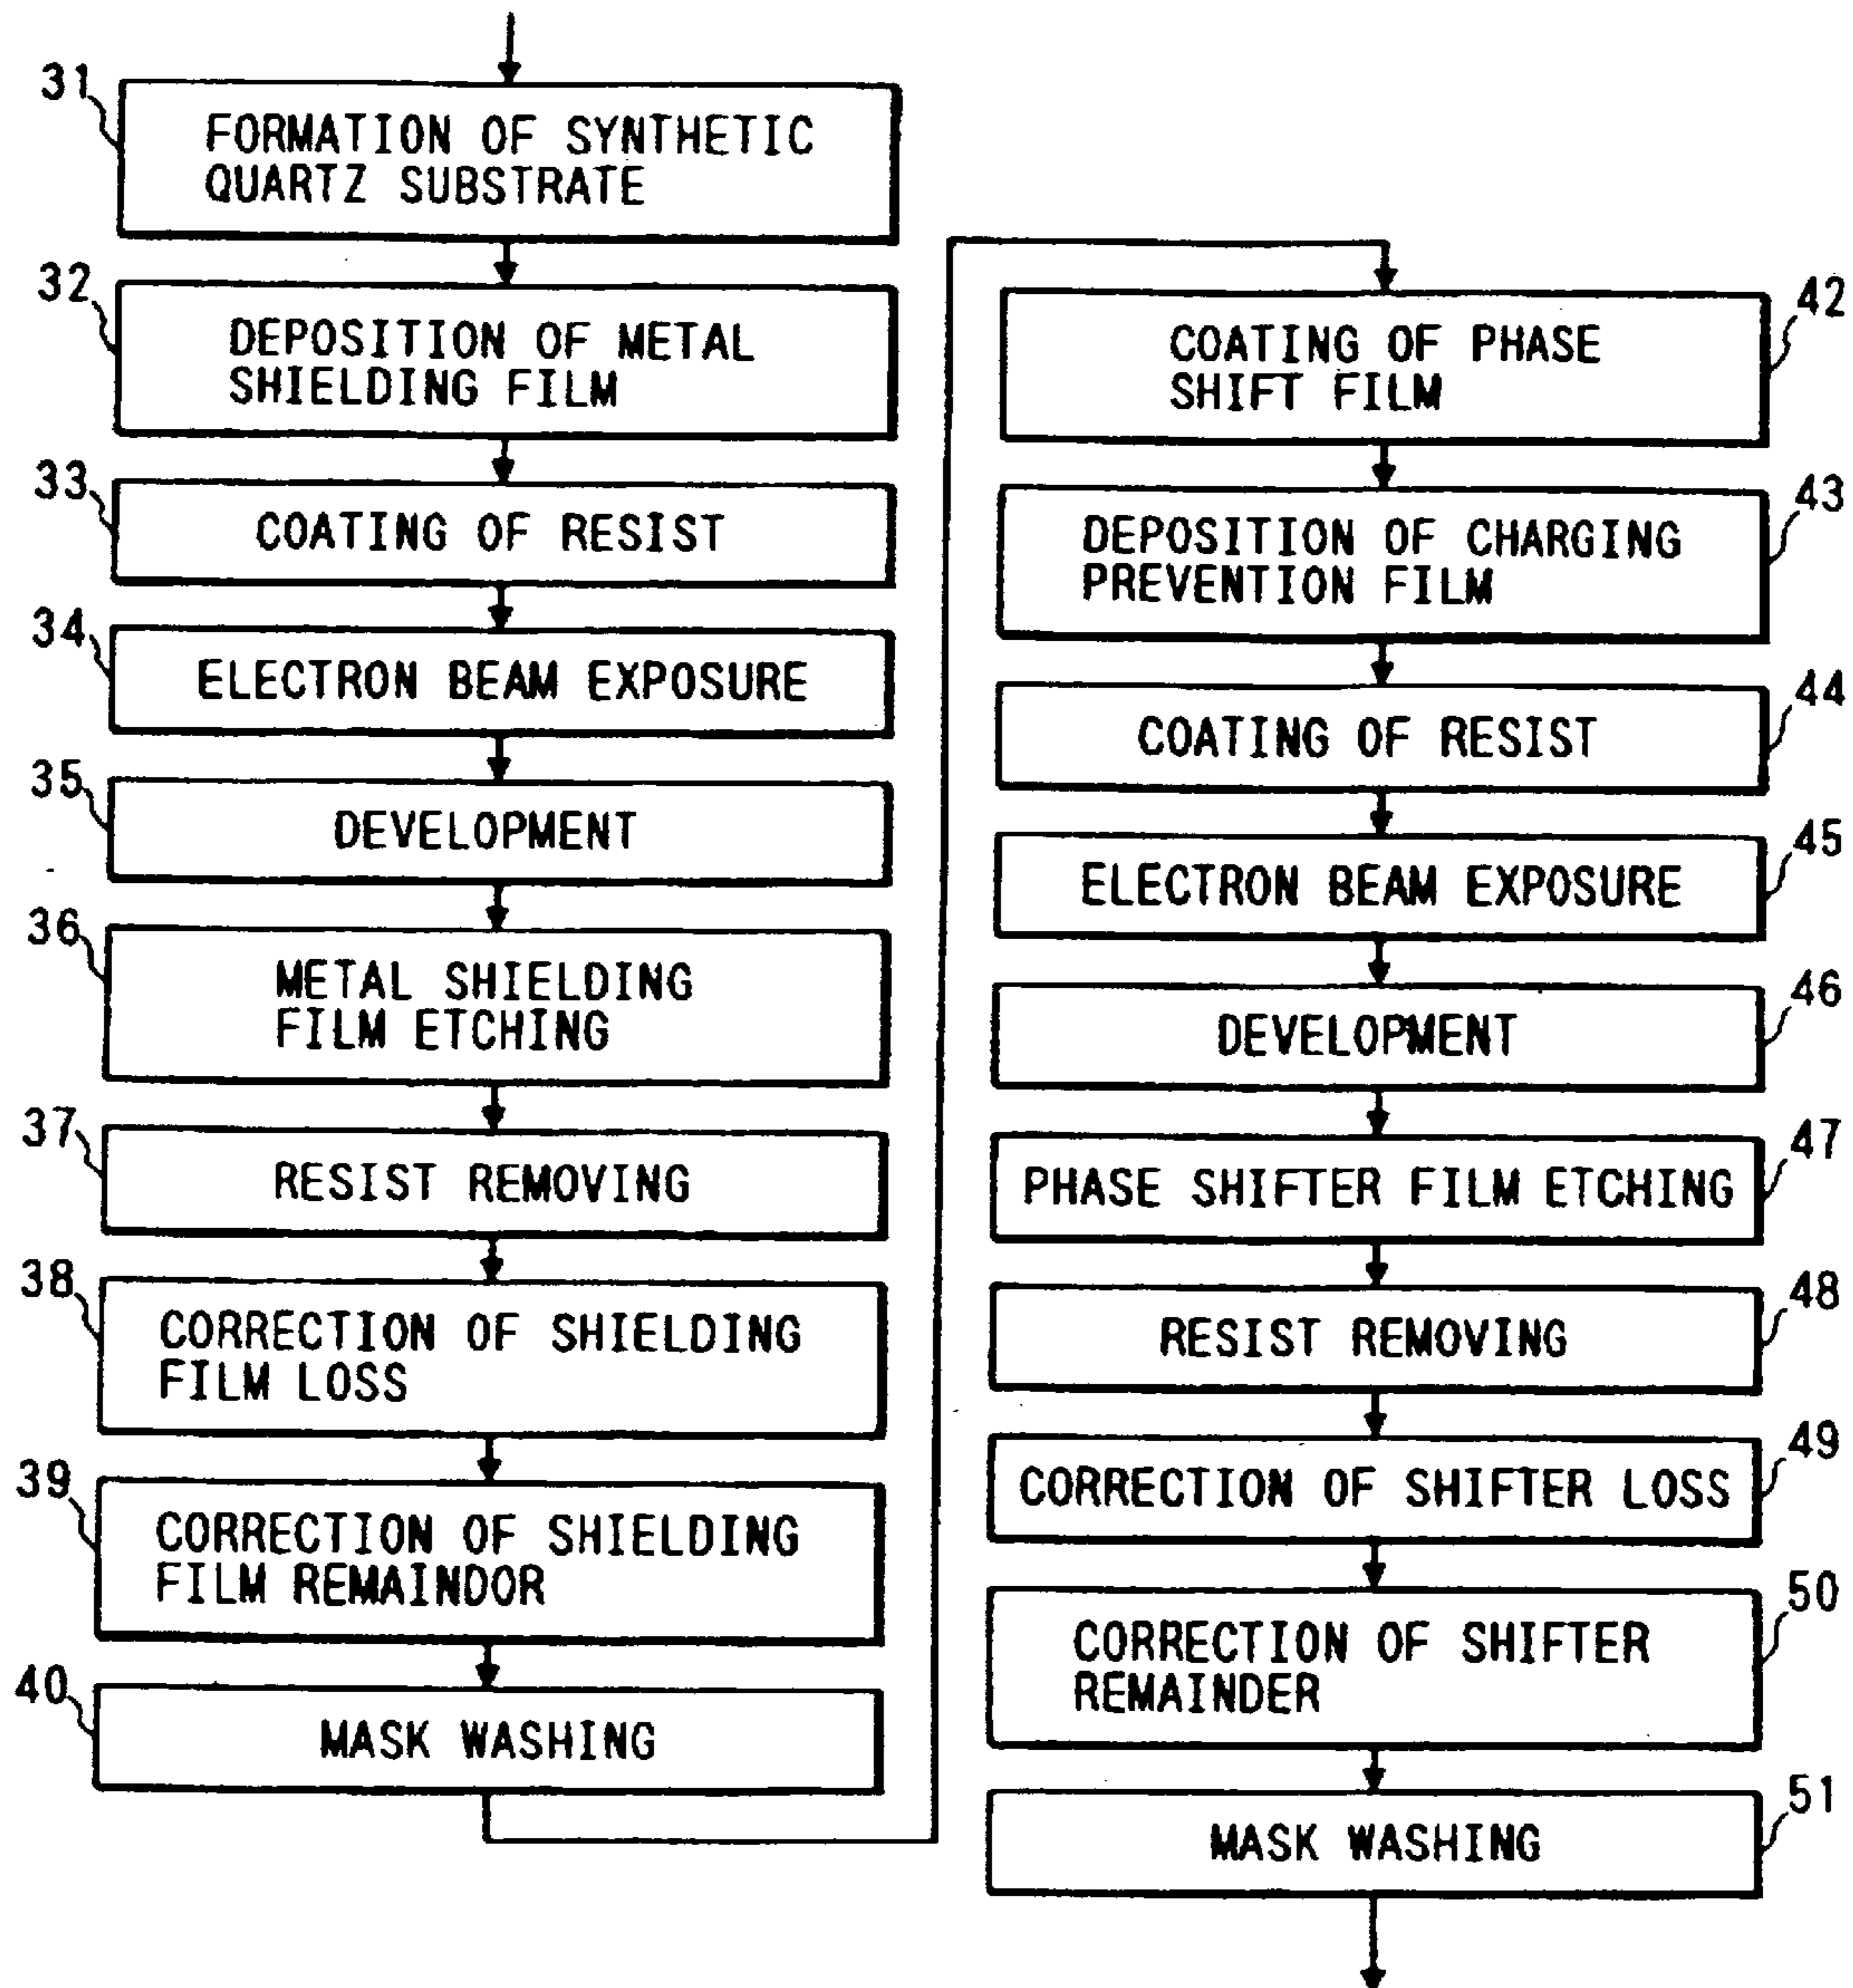 31
FORMATION OF SYNTHETIC
QUARTZ SUBSTRATE
32
DEPOSITION OF METAL
SHIELDING FILM
33
COATING OF RESIST
34
ELECTRON BEAM EXPOSURE
35
DEVELOPMENT
36
METAL SHIELDING
FILM ETCHING
37
RESIST REMOVING
38
CORRECTION OF SHIELDING
FILM LOSS
39
CORRECTION OF SHIELDING
FILM REMAINDOR
40
MASK WASHING
42
COATING OF PHASE
SHIFT FILM
43
DEPOSITION OF CHARGING
PREVENTION FILM
44
COATING OF RESIST
45
ELECTRON BEAM EXPOSURE
46
DEVELOPMENT
47
PHASE SHIFTER FILM ETCHING
48
RESIST REMOVING
49
CORRECTION OF SHIFTER LOSS
50
CORRECTION OF SHIFTER
REMAINDER
51
MASK WASHING